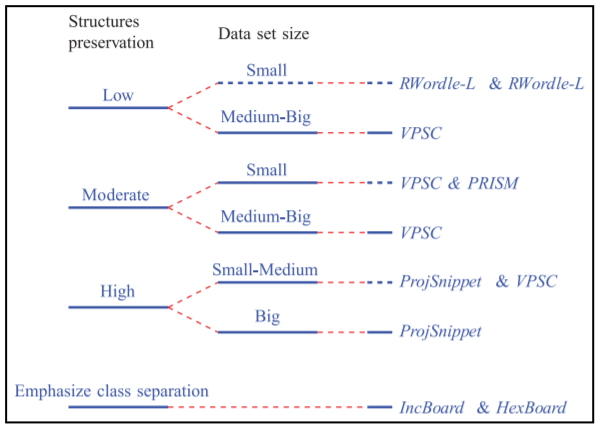 Structures
preservation
Data set size
Small
Low
RWordle-L & RWordle-L
Medium-Big
VPSC
Small
Moderate
VPSC & PRISM
Medium-Big
VPSC
Small-Medium
High
ProjSnippet & VPSC
Big
ProjSnippet
Emphasize class separation
IncBoard & HexBoard